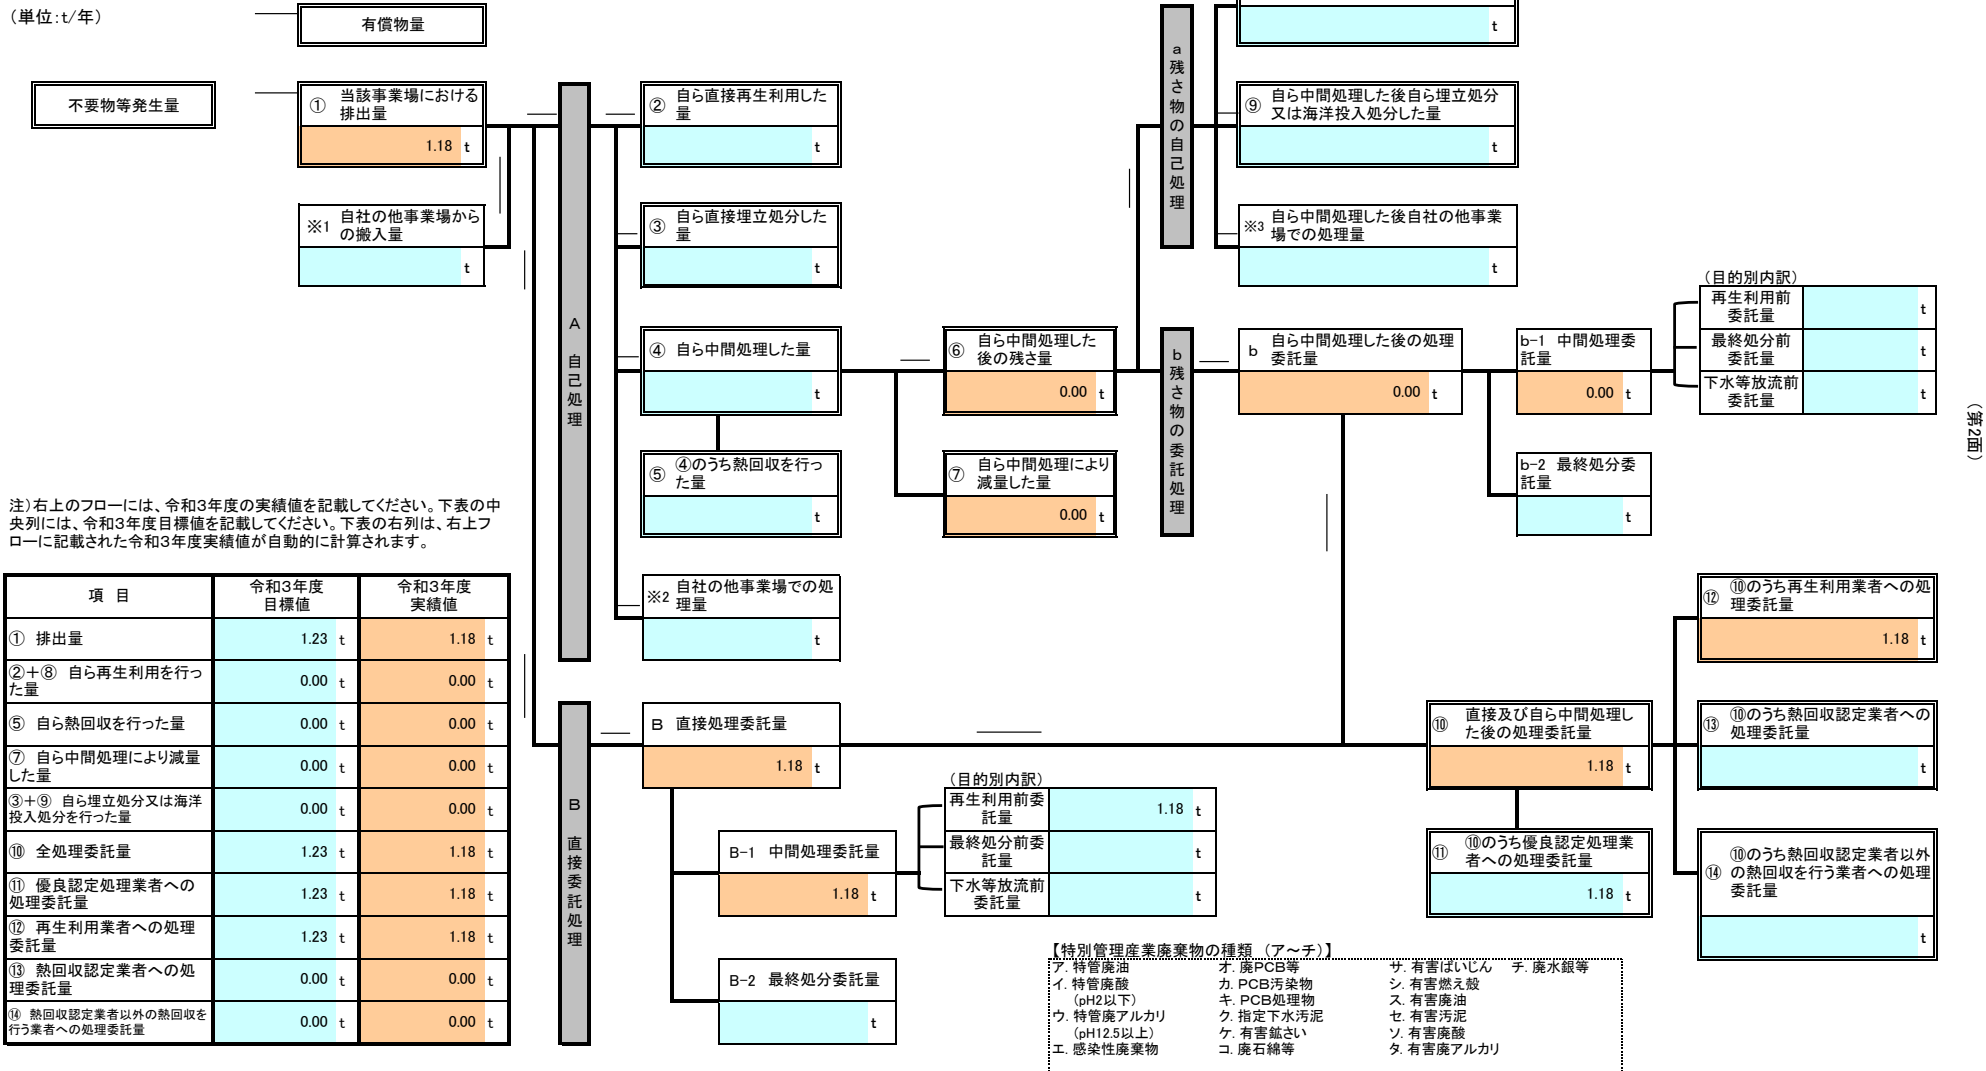 （単位：t/年）
有償物量
t
不要物等発生量
① 当該事業場における
排出量
1.18 t
② 自ら直接再生利用した
量
t
⑨ 自ら中間処理した後自ら埋立処分
又は海洋投入処分した量
t
※1 自社の他事業場から
の搬入量
t
③ 自ら直接埋立処分した
量
t
a 残さ物の自己処理
※3 自ら中間処理した後自社の他事業
場での処理量
t
A 自己処理
④ 自ら中間処理した量
t
⑥ 自ら中間処理した
後の残さ量
0.00 t
b 残さ物の委託処理
b 自ら中間処理した後の処理
委託量
0.00 t
b-1 中間処理委
託量
0.00 t
（目的別内訳）
再生利用前
委託量
t
最終処分前
委託量
t
下水等放流前
委託量
t
（第2面）
⑤ ④のうち熱回収を行っ
た量
t
⑦ 自ら中間処理により
減量した量
0.00 t
b-2 最終処分委
託量
t
※2 自社の他事業場での処
理量
t
注）右上のフローには、令和3年度の実績値を記載してください。下表の中
央列には、令和3年度目標値を記載してください。下表の右列は、右上フ
ローに記載された令和3年度実績値が自動的に計算されます。
項 目
令和3年度
目標値
令和3年度
実績値
① 排出量 1.23 t 1.18 t
②＋⑧ 自ら再生利用を行っ
た量
0.00 t 0.00 t
⑤ 自ら熱回収を行った量 0.00 t 0.00 t
⑦ 自ら中間処理により減量
した量
0.00 t 0.00 t
③＋⑨ 自ら埋立処分又は海洋
投入処分を行った量
0.00 t 0.00 t
⑩ 全処理委託量 1.23 t 1.18 t
⑪ 優良認定処理業者への
処理委託量
1.23 t 1.18 t
⑫ 再生利用業者への処理
委託量
1.23 t 1.18 t
⑬ 熱回収認定業者への処
理委託量
0.00 t 0.00 t
⑭ 熱回収認定業者以外の熱回収を
行う業者への処理委託量
0.00 t 0.00 t
B 直接委託処理
B 直接処理委託量
1.18 t
B-1 中間処理委託量
1.18 t
B-2 最終処分委託量
t
（目的別内訳）
再生利用前委
託量
1.18 t
最終処分前委
託量
t
下水等放流前
委託量
t
⑩ 直接及び自ら中間処理し
た後の処理委託量
1.18 t
⑪ ⑩のうち優良認定処理業
者への処理委託量
1.18 t
⑫ ⑩のうち再生利用業者への処
理委託量
1.18 t
⑬ ⑩のうち熱回収認定業者への
処理委託量
t
⑭ ⑩のうち熱回収認定業者以外
の熱回収を行う業者への処理
委託量
t
【特別管理産業廃棄物の種類 （ア～チ）】
ア．特管廃油 オ．廃PCB等 サ．有害ばいじん チ．廃水銀等
イ．特管廃酸 カ．PCB汚染物 シ．有害燃え殻
（pH2以下） キ．PCB処理物 ス．有害廃油
ウ．特管廃アルカリ ク．指定下水汚泥 セ．有害汚泥
（pH12.5以上） ケ．有害鉱さい ソ．有害廃酸
エ．感染性廃棄物 コ．廃石綿等 タ．有害廃アルカリ